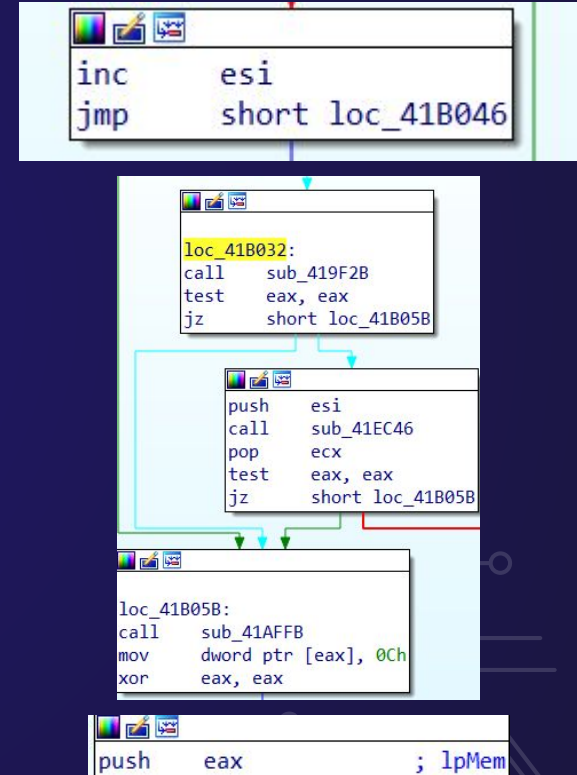 inc esi
jmp short loc_41B046
loc_41B032:
call sub_419F2B
test eax, eax
jz short loc_41B05B
push esi
call sub_41EC46
pop ecx
test eax, eax
jz short loc_41B05B
loc_41B05B:
call sub_41AFFB
mov dword ptr [eax], 0Ch
xor eax, eax
push eax ; lpMem